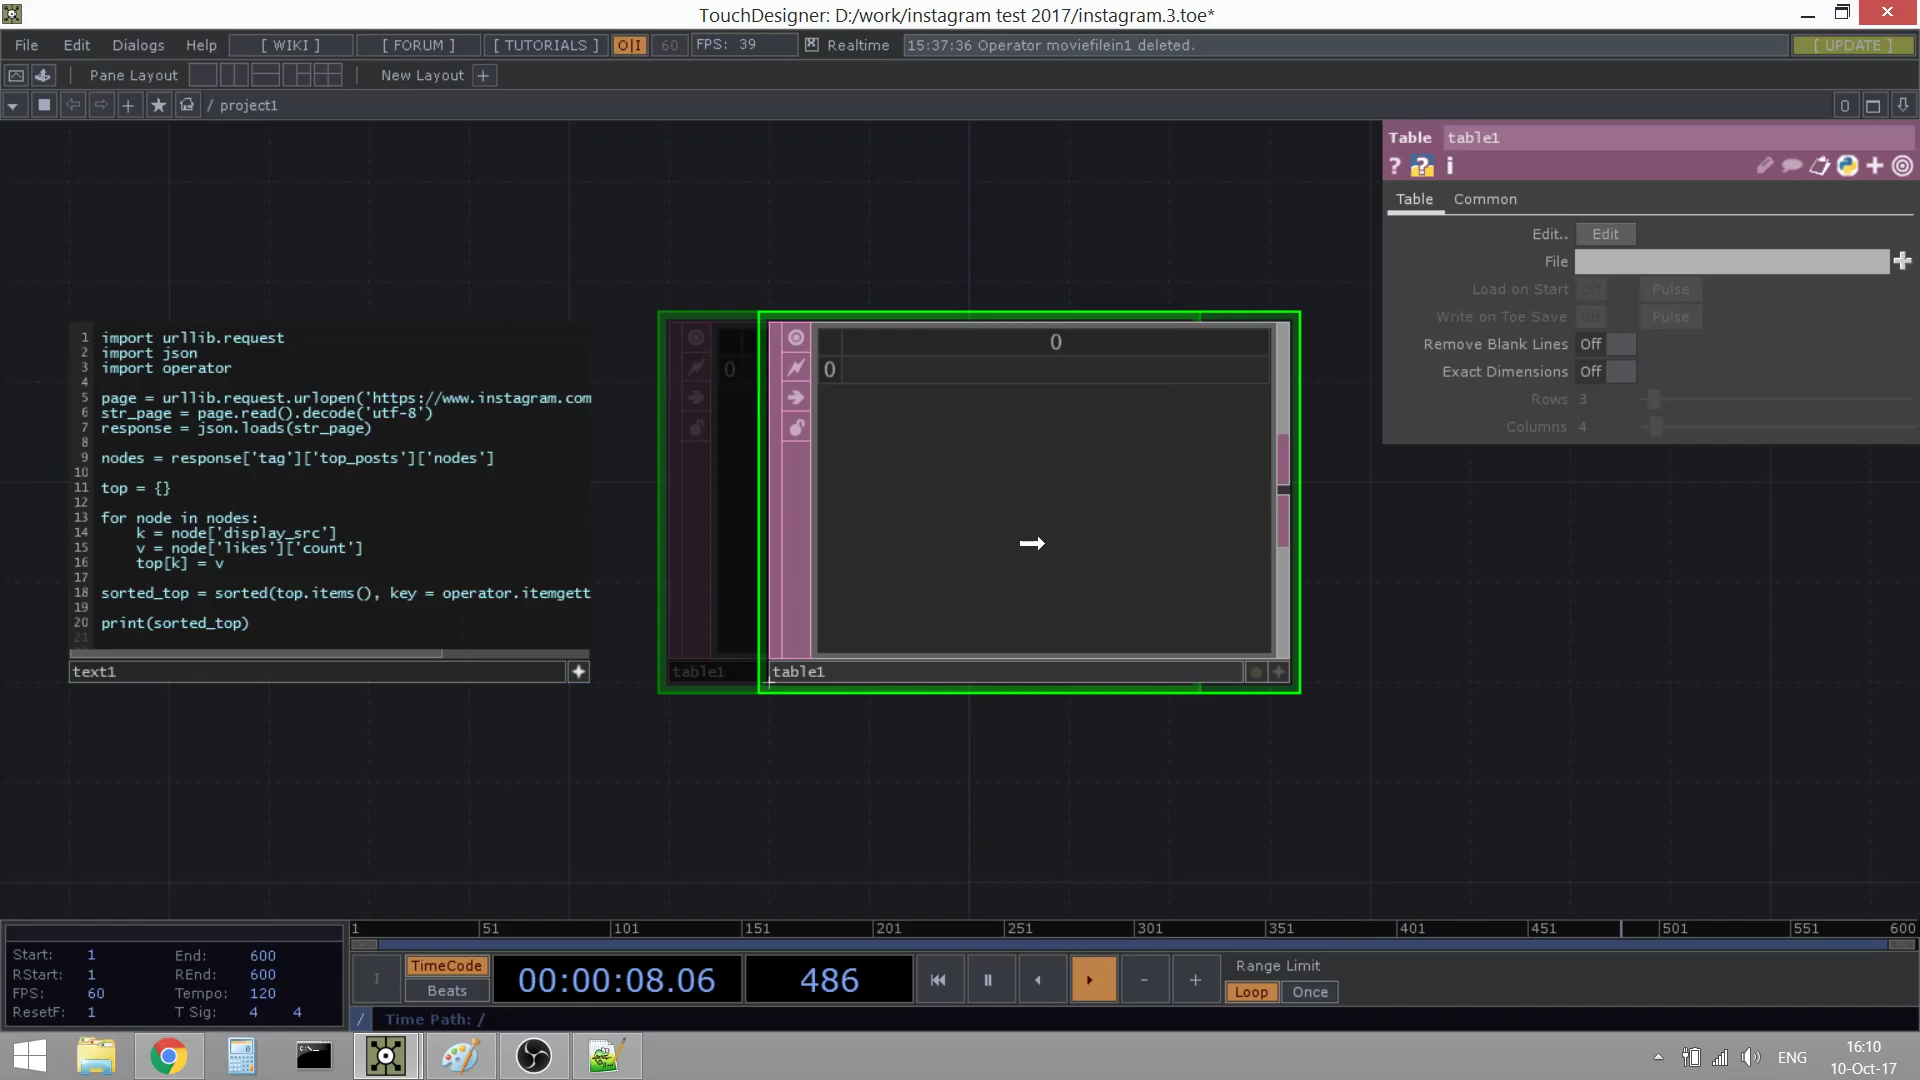 TouchDesigner: D:/work/instagram test 2017/instagram.3.toe*
File Edit Dialogs Help [ WIKI ] [ FORUM ] [ TUTORIALS ] O|I 60 FPS: 39 Realtime 15:37:36 Operator moviefilein1 deleted. [ UPDATE ]
Pane Layout New Layout +
/ project1 0
Table table1
? ? i
Table Common
Edit.. Edit
File
Load on Start Off Pulse
Write on Toe Save Off Pulse
Remove Blank Lines Off
Exact Dimensions Off
Rows 3
Columns 4
1 import urllib.request
2 import json
3 import operator
4
5 page = urllib.request.urlopen('https://www.instagram.com
6 str_page = page.read().decode('utf-8')
7 response = json.loads(str_page)
8
9 nodes = response['tag']['top_posts']['nodes']
10
11 top = {}
12
13 for node in nodes:
14 k = node['display_src']
15 v = node['likes']['count']
16 top[k] = v
17
18 sorted_top = sorted(top.items(), key = operator.itemgett
19
20 print(sorted_top)
21
text1
0
0
0
table1
table1
1 51 101 151 201 251 301 351 401 451 501 551 600
Start: 1 End: 600
RStart: 1 REnd: 600
FPS: 60 Tempo: 120
ResetF: 1 T Sig: 4 4
I TimeCode Beats 00:00:08.06 486 - + Range Limit
Loop Once
/ Time Path: /
ENG 16:10
10-Oct-17